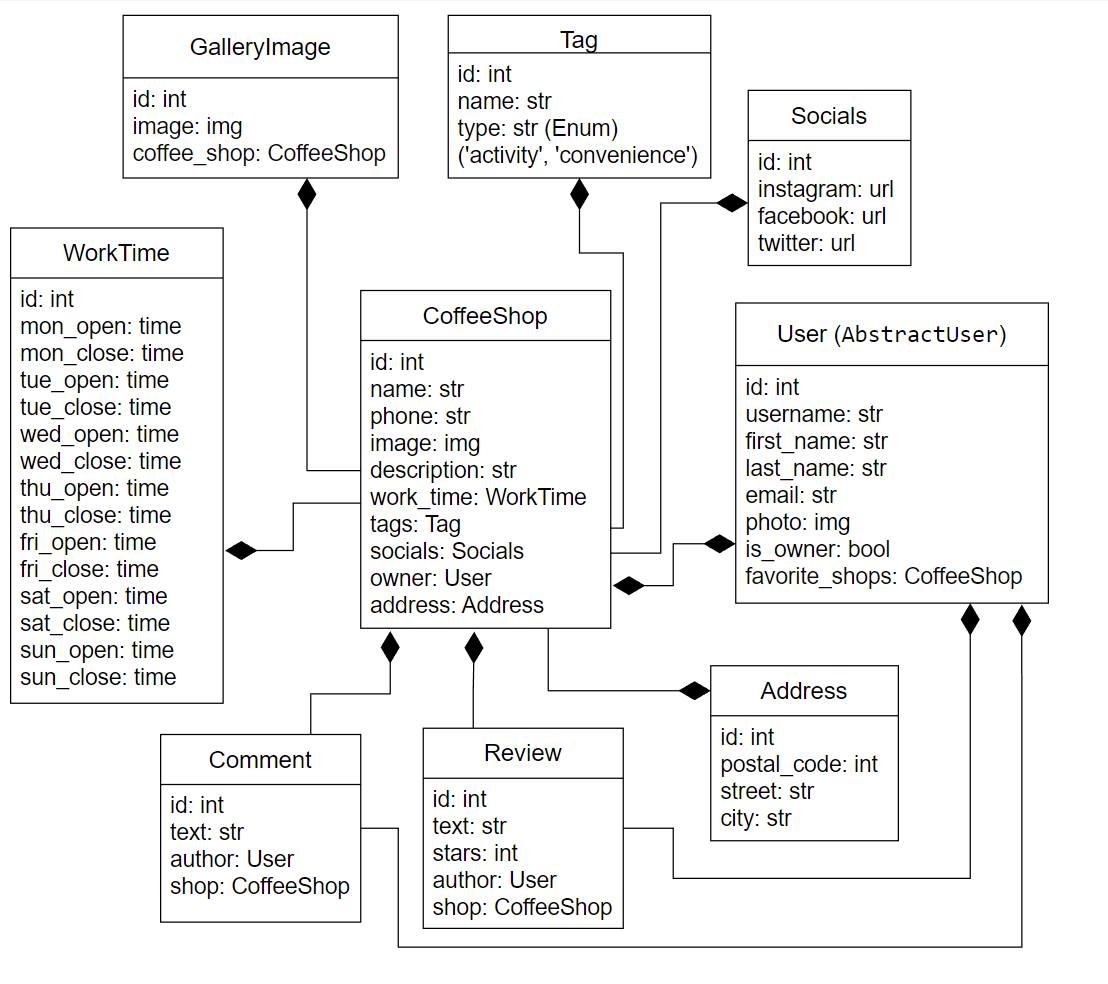 GalleryImage
id: int
image: img
coffee_shop: CoffeeShop
Tag
id: int
name: str
type: str (Enum)
('activity', 'convenience')
Socials
id: int
instagram: url
facebook: url
twitter: url
WorkTime
id: int
mon_open: time
mon_close: time
tue_open: time
tue_close: time
wed_open: time
wed_close: time
thu_open: time
thu_close: time
fri_open: time
fri_close: time
sat_open: time
sat_close: time
sun_open: time
sun_close: time
CoffeeShop
id: int
name: str
phone: str
image: img
description: str
work_time: WorkTime
tags: Tag
socials: Socials
owner: User
address: Address
User (AbstractUser)
id: int
username: str
first_name: str
last_name: str
email: str
photo: img
is_owner: bool
favorite_shops: CoffeeShop
Comment
id: int
text: str
author: User
shop: CoffeeShop
Review
id: int
text: str
stars: int
author: User
shop: CoffeeShop
Address
id: int
postal_code: int
street: str
city: str